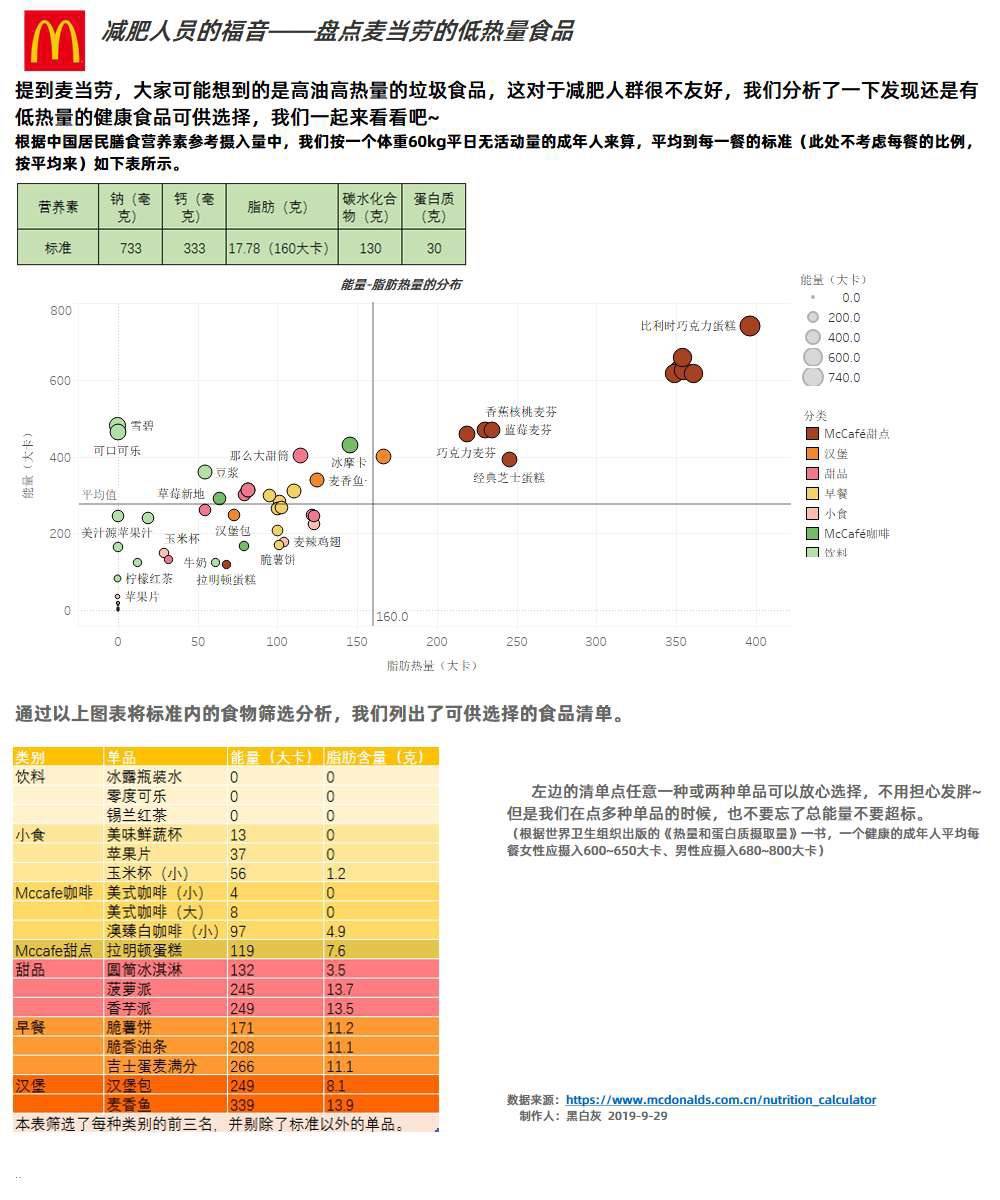 减肥人员的福音——盘点麦当劳的低热量食品
提到麦当劳，大家可能想到的是高油高热量的垃圾食品，这对于减肥人群很不友好，我们分析了一下发现还是有
低热量的健康食品可供选择，我们一起来看看吧~
根据中国居民膳食营养素参考摄入量中，我们按一个体重60kg平日无活动量的成年人来算，平均到每一餐的标准（此处不考虑每餐的比例，
按平均来）如下表所示。
营养素 钠（毫克） 钙（毫克） 脂肪（克） 碳水化合物（克） 蛋白质（克）
标准 733 333 17.78（160大卡） 130 30
能量-脂肪热量的分布
能量（大卡）
0.0
200.0
400.0
600.0
740.0
分类
McCafé甜点
汉堡
甜品
早餐
小食
McCafé咖啡
饮料
能量（大卡）
800
600
400
200
0
平均值
比利时巧克力蛋糕
香蕉核桃麦芬
蓝莓麦芬
巧克力麦芬
经典芝士蛋糕
雪碧
可口可乐
那么大甜筒
冰摩卡
豆浆
麦香鱼·
草莓新地
美汁源苹果汁
汉堡包
玉米杯
麦辣鸡翅
脆薯饼
牛奶
拉明顿蛋糕
柠檬红茶
苹果片
160.0
0 50 100 150 200 250 300 350 400
脂肪热量（大卡）
通过以上图表将标准内的食物筛选分析，我们列出了可供选择的食品清单。
类别 单品 能量（大卡） 脂肪含量（克）
饮料 冰露瓶装水 0 0
零度可乐 0 0
锡兰红茶 0 0
小食 美味鲜蔬杯 13 0
苹果片 37 0
玉米杯（小） 56 1.2
Mccafe咖啡 美式咖啡（小） 4 0
美式咖啡（大） 8 0
澳臻白咖啡（小） 97 4.9
Mccafe甜点 拉明顿蛋糕 119 7.6
甜品 圆筒冰淇淋 132 3.5
菠萝派 245 13.7
香芋派 249 13.5
早餐 脆薯饼 171 11.2
脆香油条 208 11.1
吉士蛋麦满分 266 11.1
汉堡 汉堡包 249 8.1
麦香鱼 339 13.9
本表筛选了每种类别的前三名，并剔除了标准以外的单品。
左边的清单点任意一种或两种单品可以放心选择，不用担心发胖~
但是我们在点多种单品的时候，也不要忘了总能量不要超标。
（根据世界卫生组织出版的《热量和蛋白质摄取量》一书，一个健康的成年人平均每
餐女性应摄入600~650大卡、男性应摄入680~800大卡）
数据来源：https://www.mcdonalds.com.cn/nutrition_calculator
制作人：黑白灰 2019-9-29
..